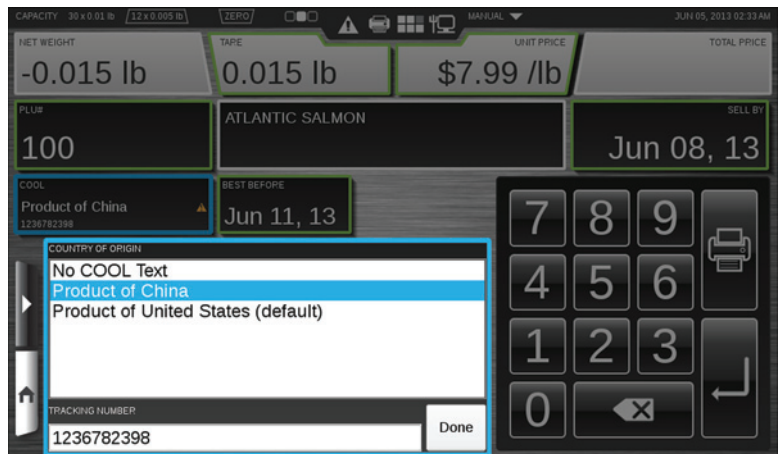 CAPACITY 30 x 0.01 lb 12 x 0.005 lb ZERO MANUAL JUN 05, 2013 02:33 AM
NET WEIGHT TARE UNIT PRICE TOTAL PRICE
-0.015 lb 0.015 lb $7.99 /lb
PLU# ATLANTIC SALMON SELL BY
100 Jun 08, 13
COOL BEST BEFORE
Product of China Jun 11, 13
1236782398
7 8 9
COUNTRY OF ORIGIN
No COOL Text
Product of China
Product of United States (default)
4 5 6
1 2 3
TRACKING NUMBER
1236782398 Done
0